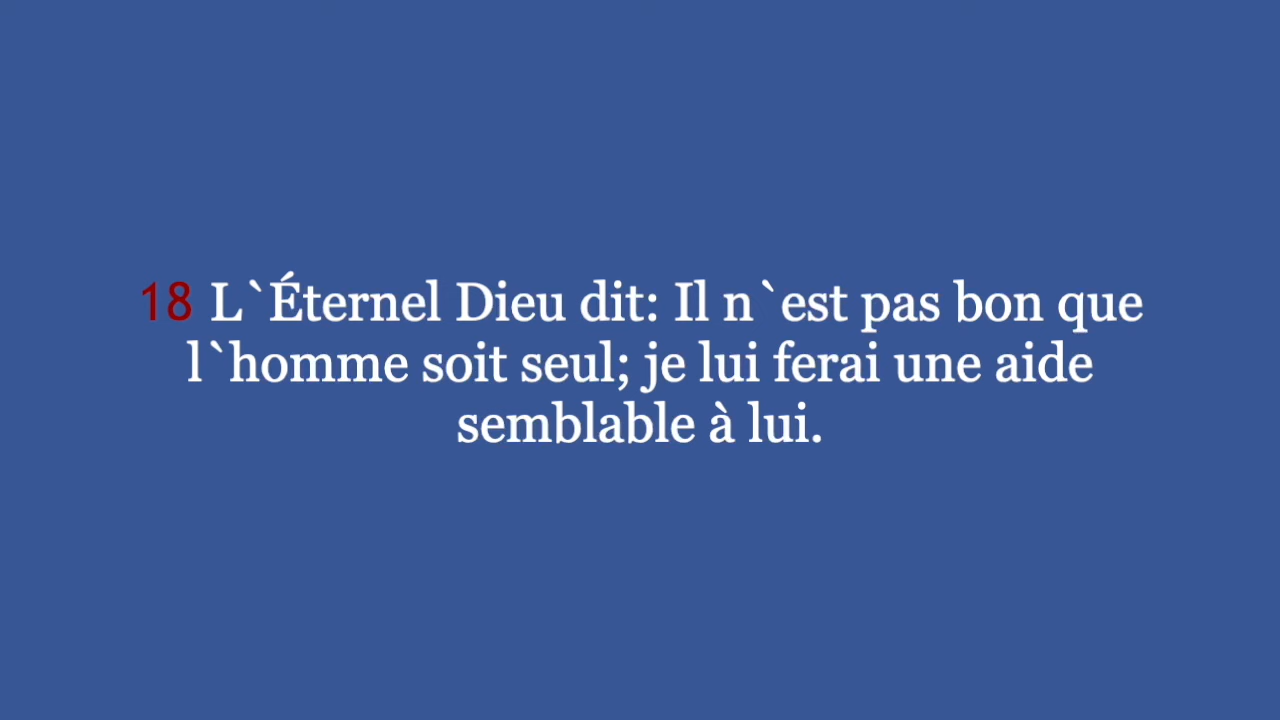 18 L`Éternel Dieu dit: Il n`est pas bon que
l`homme soit seul; je lui ferai une aide
semblable à lui.